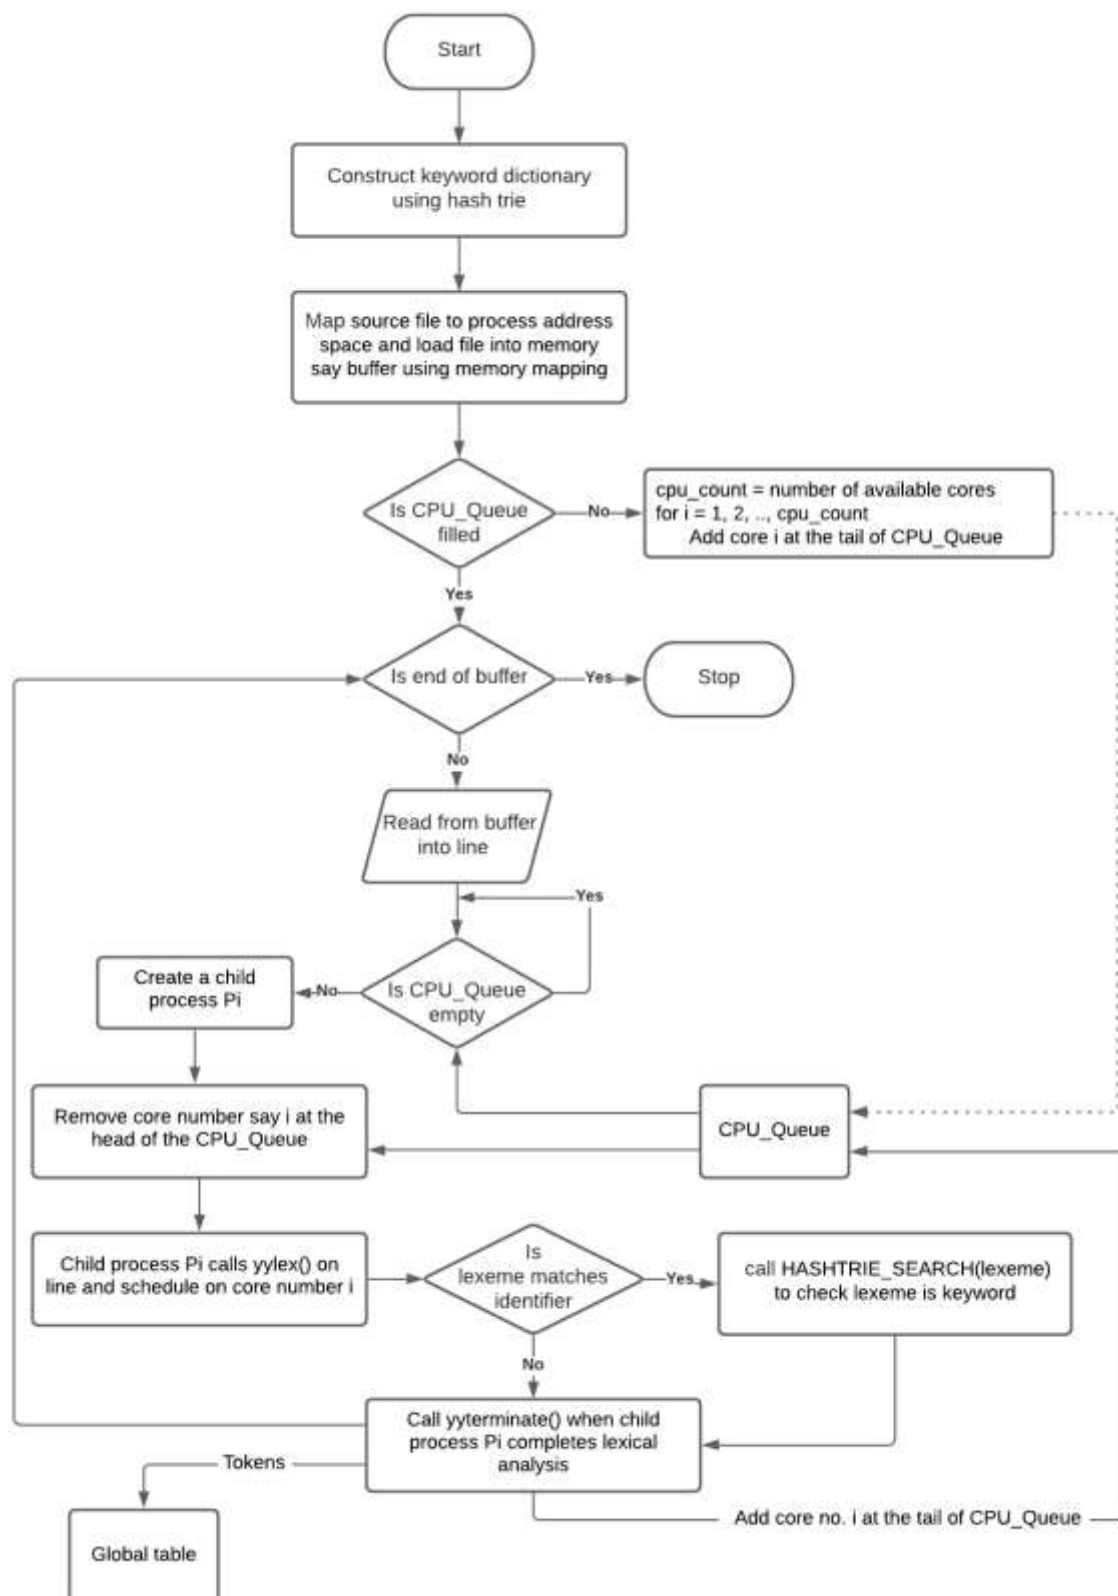 Start
Construct keyword dictionary
using hash trie
Map source file to process address
space and load file into memory
say buffer using memory mapping
Is CPU_Queue
filled
No
cpu_count = number of available cores
for i = 1, 2, .., cpu_count
Add core i at the tail of CPU_Queue
Yes
Is end of buffer
Yes
Stop
No
Read from buffer
into line
Yes
Is CPU_Queue
empty
No
Create a child
process Pi
Remove core number say i at the
head of the CPU_Queue
CPU_Queue
Child process Pi calls yylex() on
line and schedule on core number i
Is
lexeme matches
identifier
Yes
call HASHTRIE_SEARCH(lexeme)
to check lexeme is keyword
No
Call yyterminate() when child
process Pi completes lexical
analysis
Tokens
Add core no. i at the tail of CPU_Queue
Global table